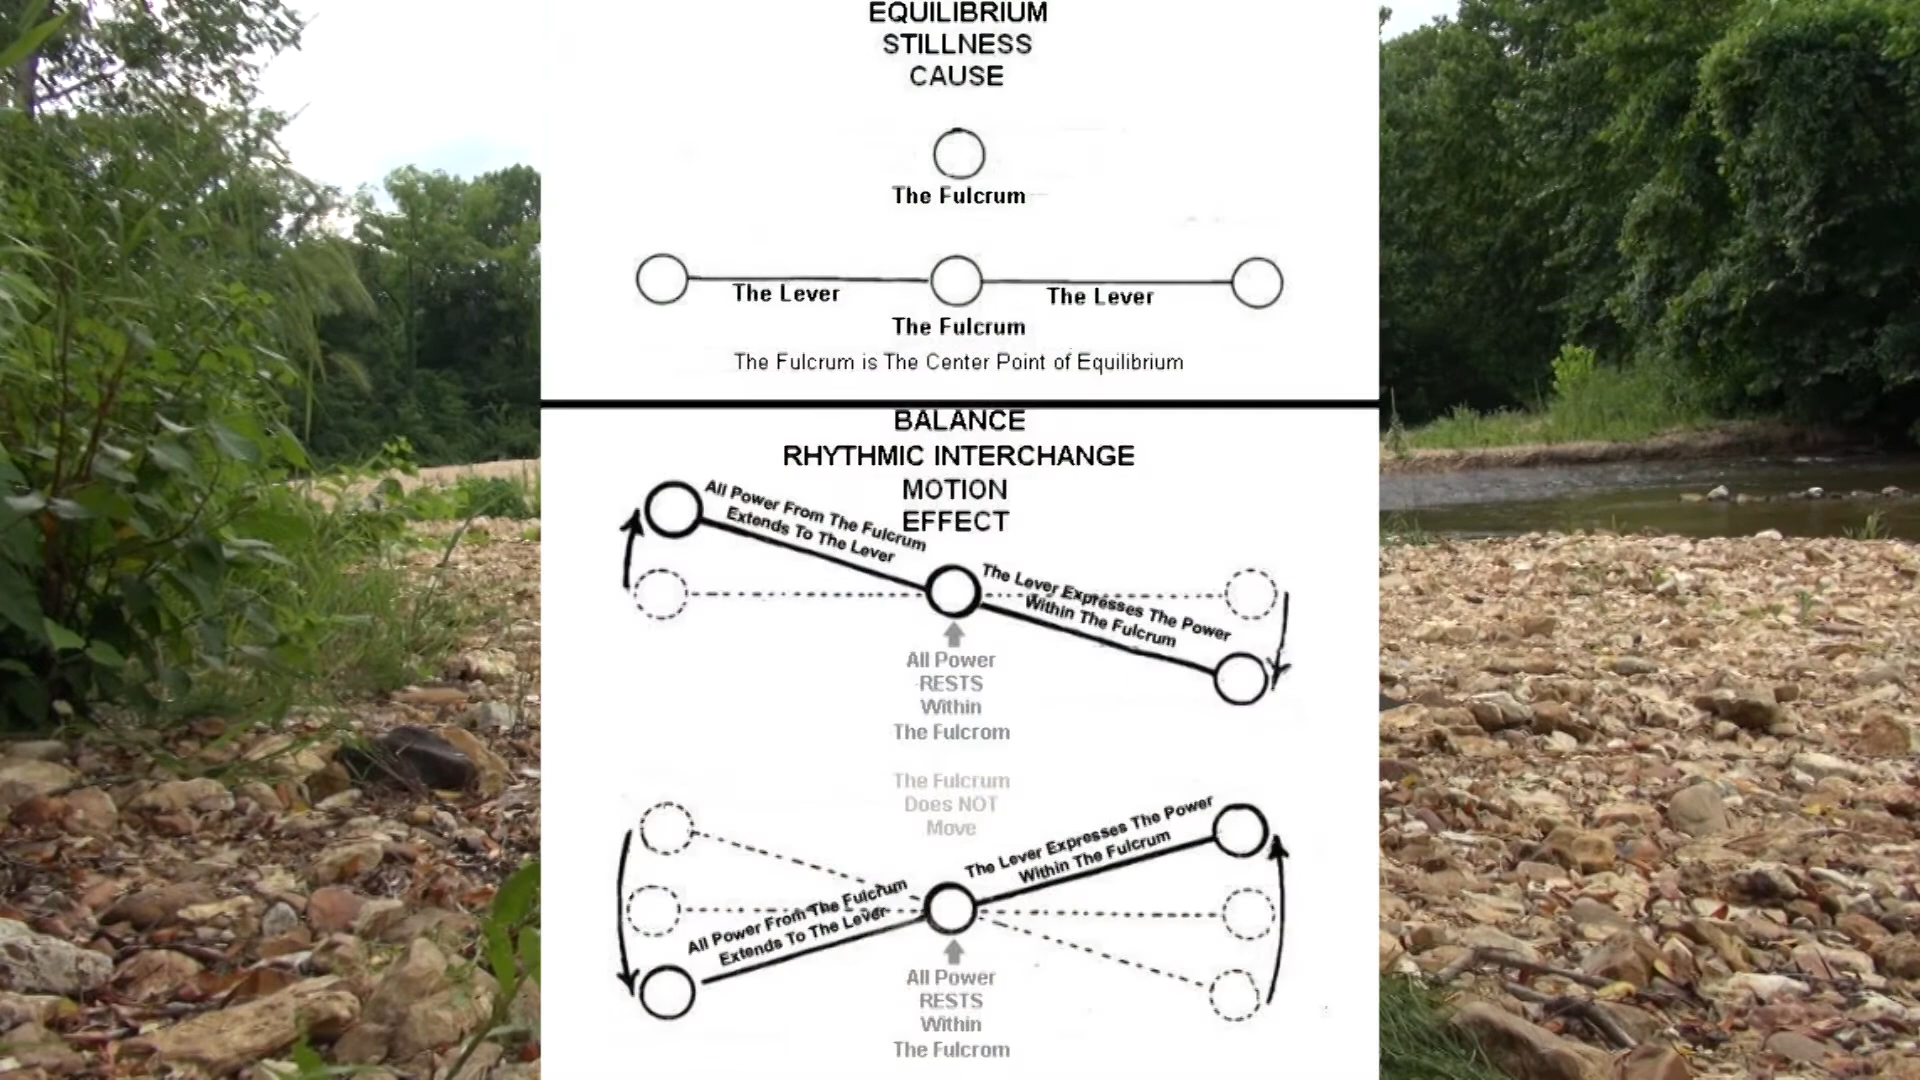 EQUILIBRIUM
STILLNESS
CAUSE
The Fulcrum
The Lever
The Lever
The Fulcrum
The Fulcrum is The Center Point of Equilibrium
BALANCE
RHYTHMIC INTERCHANGE
MOTION
EFFECT
All Power From The Fulcrum
Extends To The Lever
The Lever Expresses The Power
Within The Fulcrum
All Power
RESTS
Within
The Fulcrom
The Fulcrum
Does NOT
Move
The Lever Expresses The Power
Within The Fulcrum
All Power From The Fulcrum
Extends To The Lever
All Power
RESTS
Within
The Fulcrom